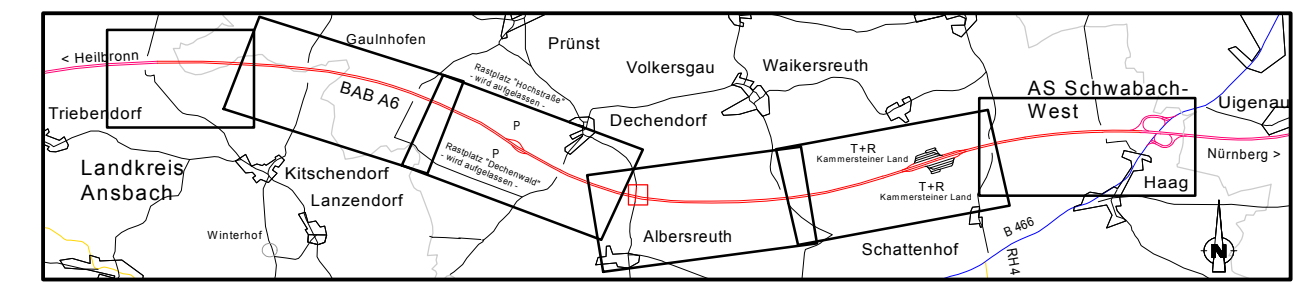 < Heilbronn
Triebendorf
Landkreis
Ansbach
Gaulnhofen
BAB A6
Kitschendorf
Lanzendorf
Winterhof
Rastplatz "Hochstraße"
- wird aufgelassen -
P
P
Rastplatz "Dechenwald"
- wird aufgelassen -
Prünst
Volkersgau
Waikersreuth
Dechendorf
Albersreuth
T+R
Kammersteiner Land
T+R
Kammersteiner Land
Schattenhof
AS Schwabach-
West
Uigenau
Nürnberg >
Haag
B 466
RH4
N